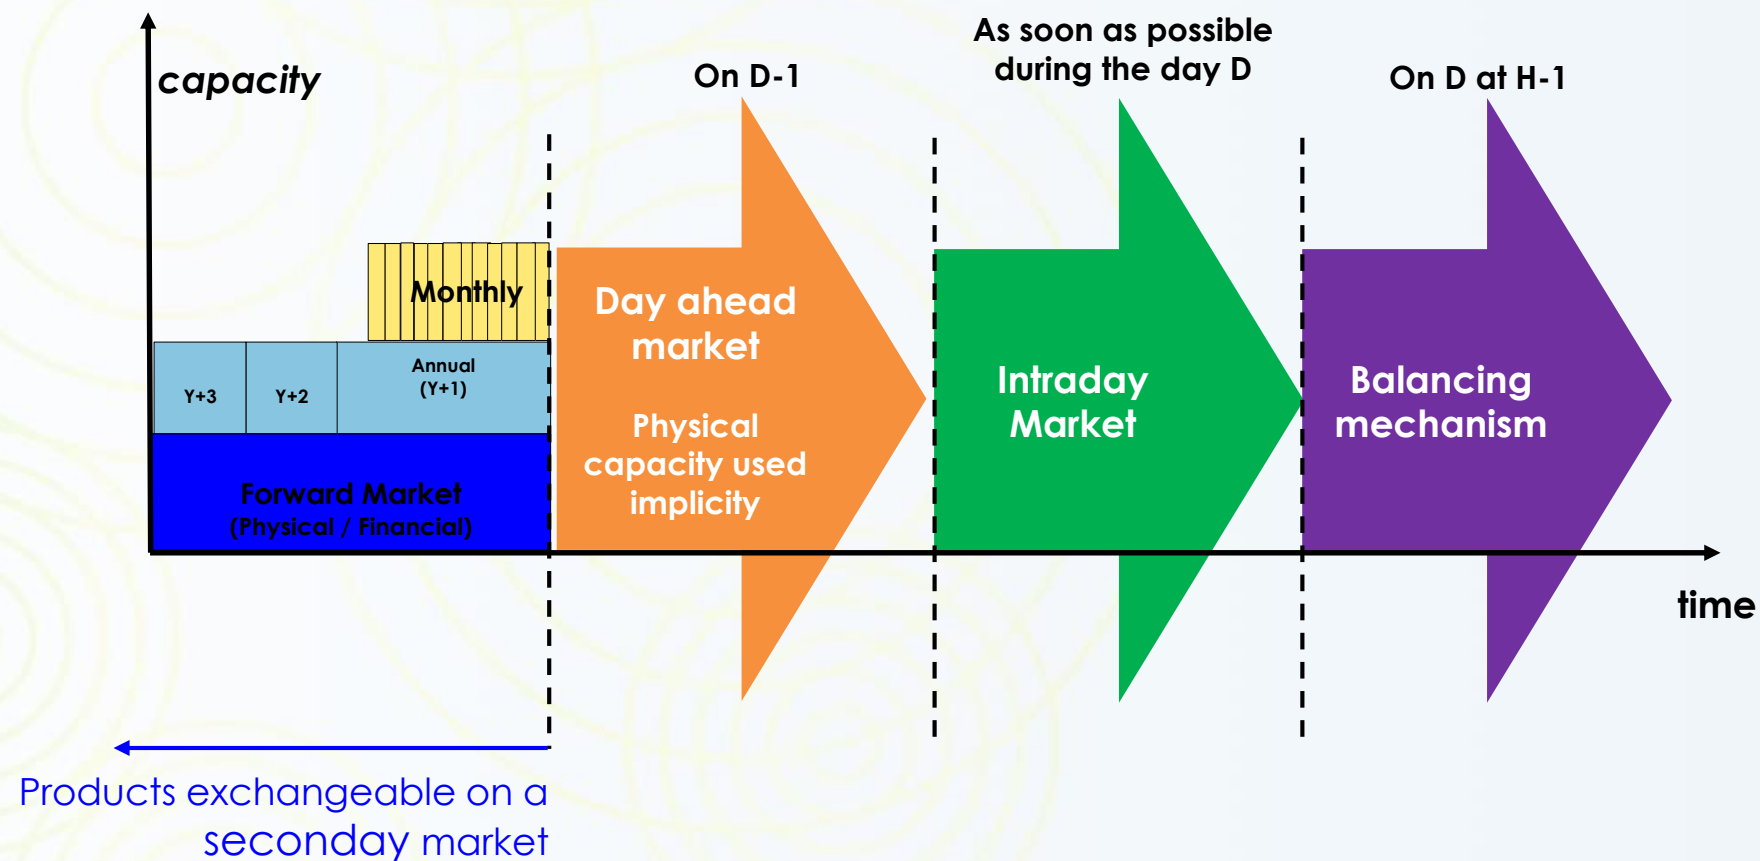 capacity
On D-1
As soon as possible
during the day D
On D at H-1
Monthly
Annual
(Y+1)
Y+3
Y+2
Forward Market
(Physical / Financial)
Day ahead
market
Physical
capacity used
implicity
Intraday
Market
Balancing
mechanism
time
Products exchangeable on a
seconday market